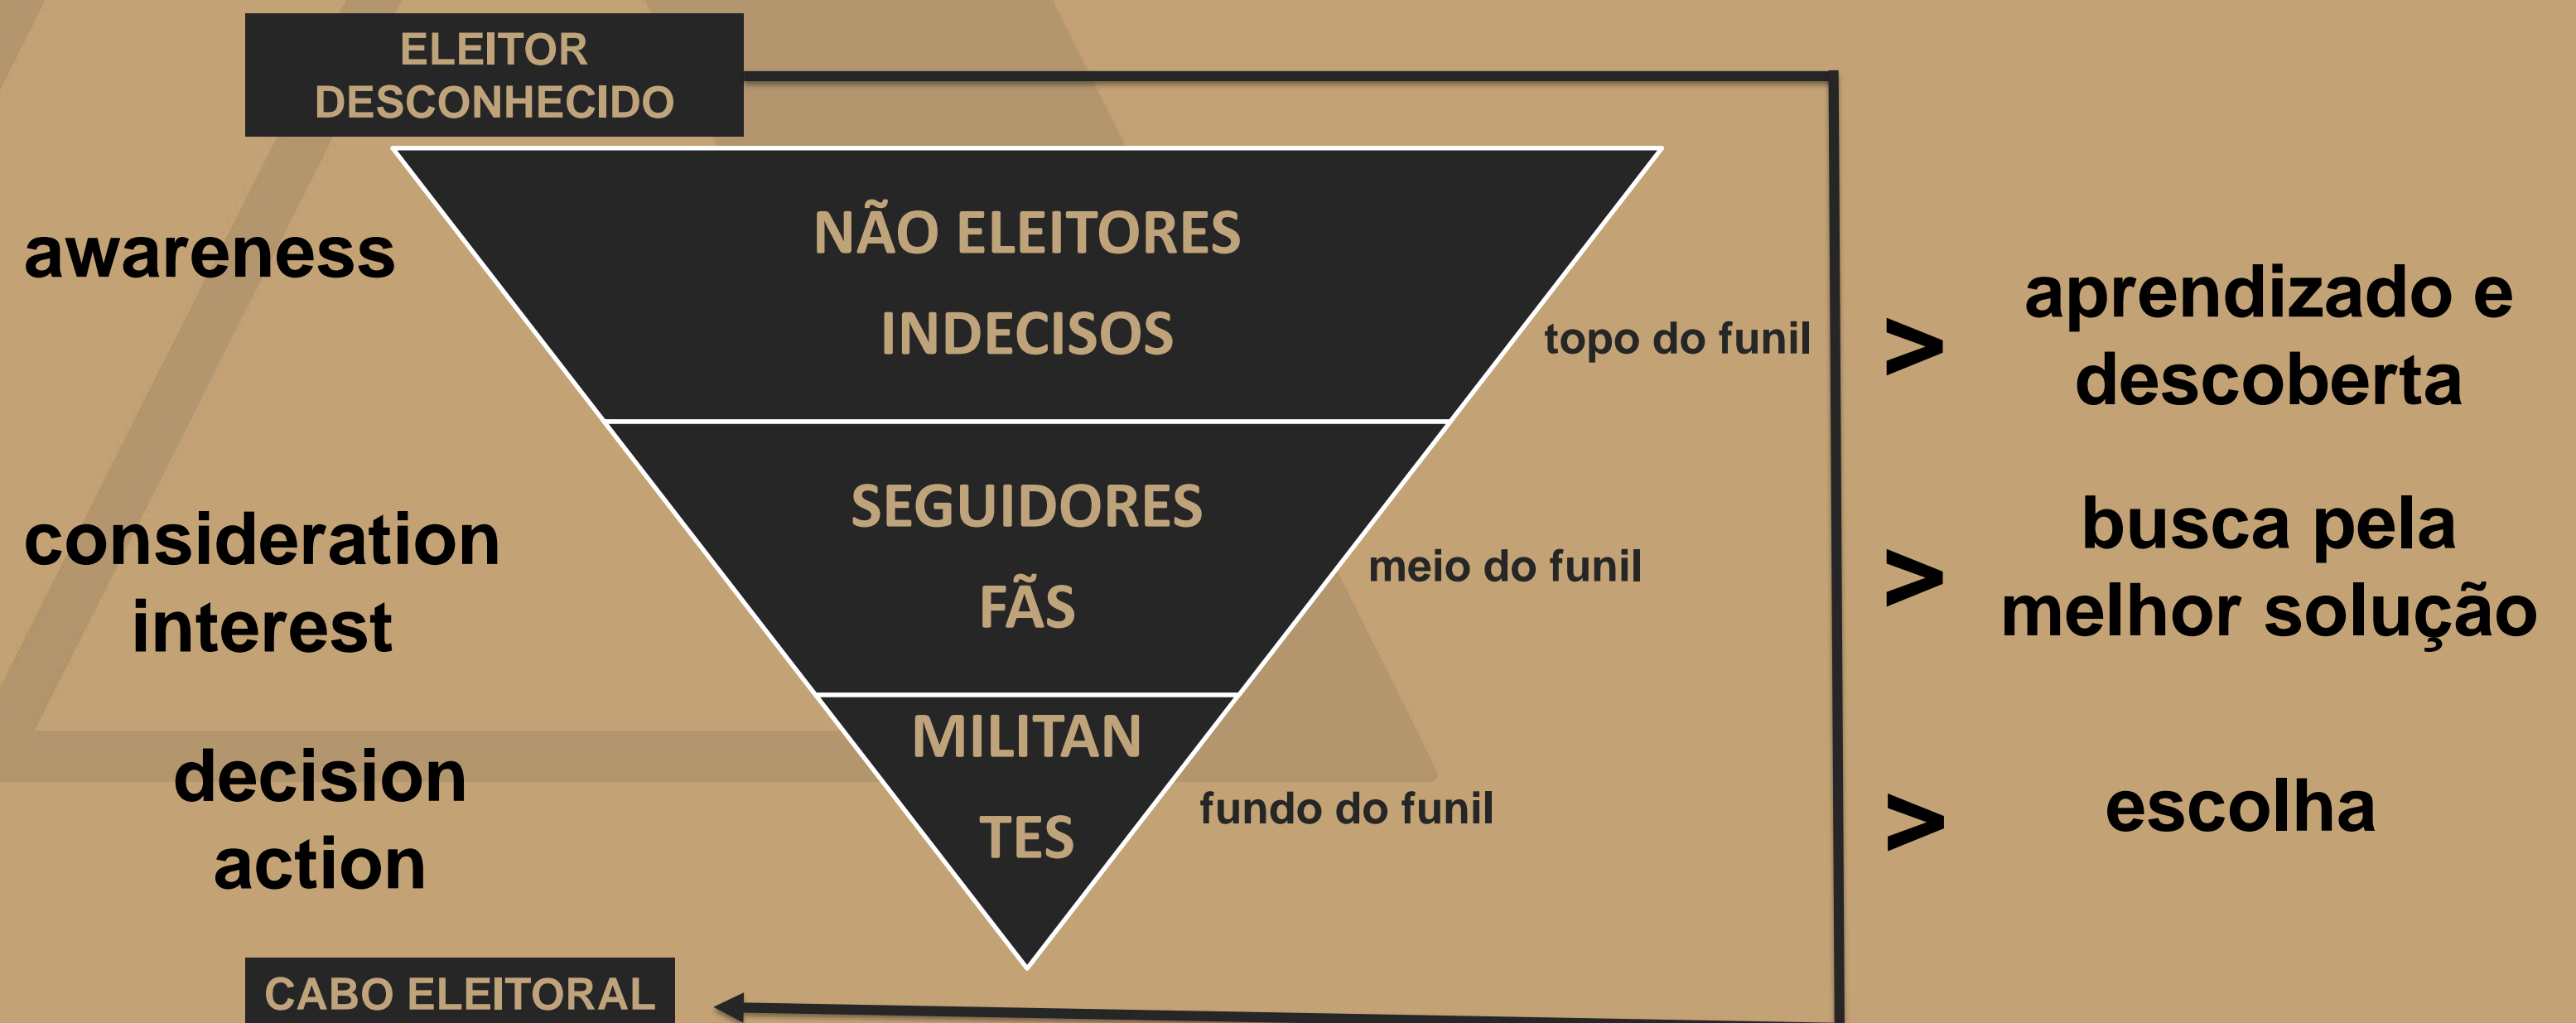 ELEITOR
DESCONHECIDO
awareness
NÃO ELEITORES
INDECISOS
topo do funil
>
aprendizado e
descoberta
consideration
interest
SEGUIDORES
FÃS
meio do funil
>
busca pela
melhor solução
decision
action
MILITAN
TES
fundo do funil
>
escolha
CABO ELEITORAL